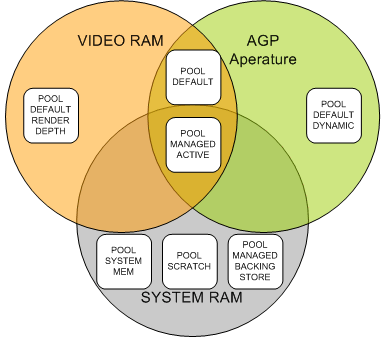 VIDEO RAM
AGP
Aperature
POOL
DEFAULT
POOL
DEFAULT
RENDER
DEPTH
POOL
DEFAULT
DYNAMIC
POOL
MANAGED
ACTIVE
POOL
SYSTEM
MEM
POOL
SCRATCH
POOL
MANAGED
BACKING
STORE
SYSTEM RAM